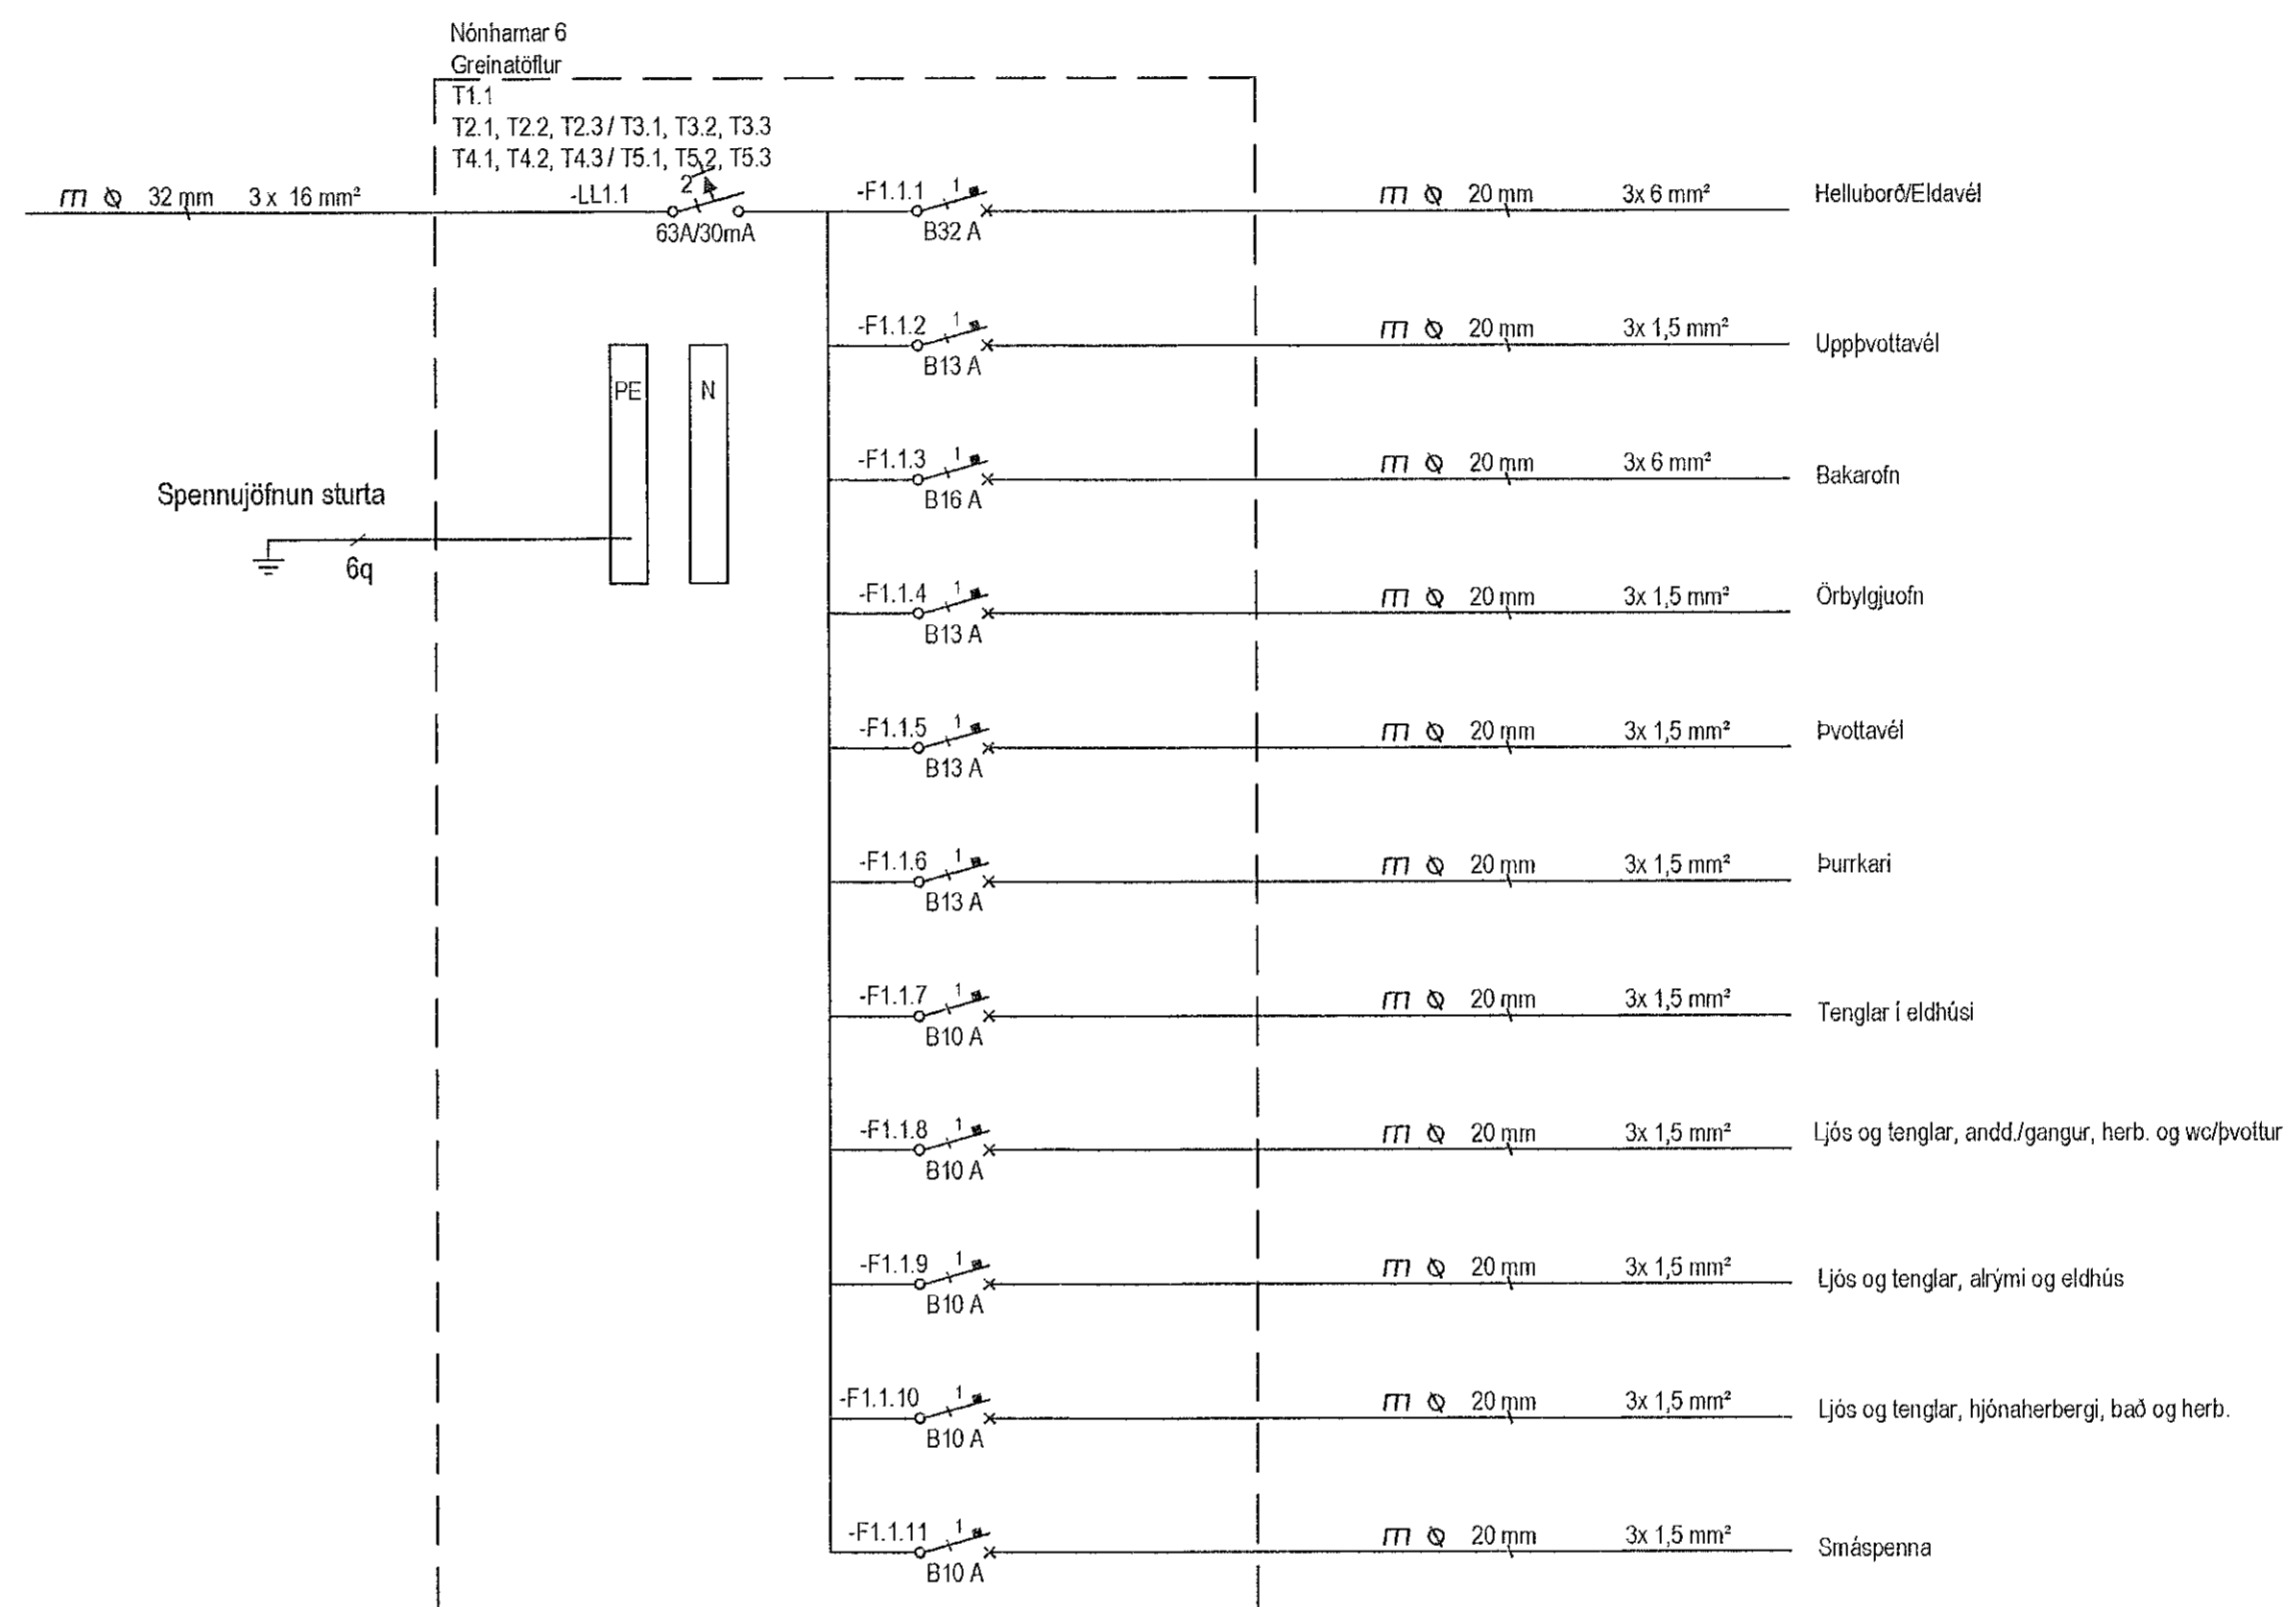 Nónhamar 6
Greinatöflur
T1.1
T2.1, T2.2, T2.3 / T3.1, T3.2, T3.3
T4.1, T4.2, T4.3 / T5.1, T5.2, T5.3
32 mm 3 x 16 mm²
-LL1.1 2
63A/30mA
-F1.1.1 1 20 mm 3x 6 mm² Helluborð/Eldavél
B32 A
-F1.1.2 1 20 mm 3x 1,5 mm² Uppþvottavél
B13 A
PE N
-F1.1.3 1 20 mm 3x 6 mm² Bakarofn
B16 A
Spennujöfnun sturta
6q
-F1.1.4 1 20 mm 3x 1,5 mm² Örbylgjuofn
B13 A
-F1.1.5 1 20 mm 3x 1,5 mm² Þvottavél
B13 A
-F1.1.6 1 20 mm 3x 1,5 mm² Þurrkari
B13 A
-F1.1.7 1 20 mm 3x 1,5 mm² Tenglar í eldhúsi
B10 A
-F1.1.8 1 20 mm 3x 1,5 mm² Ljós og tenglar, andd./gangur, herb. og wc/þvottur
B10 A
-F1.1.9 1 20 mm 3x 1,5 mm² Ljós og tenglar, alrými og eldhús
B10 A
-F1.1.10 1 20 mm 3x 1,5 mm² Ljós og tenglar, hjónaherbergi, bað og herb.
B10 A
-F1.1.11 1 20 mm 3x 1,5 mm² Smáspenna
B10 A